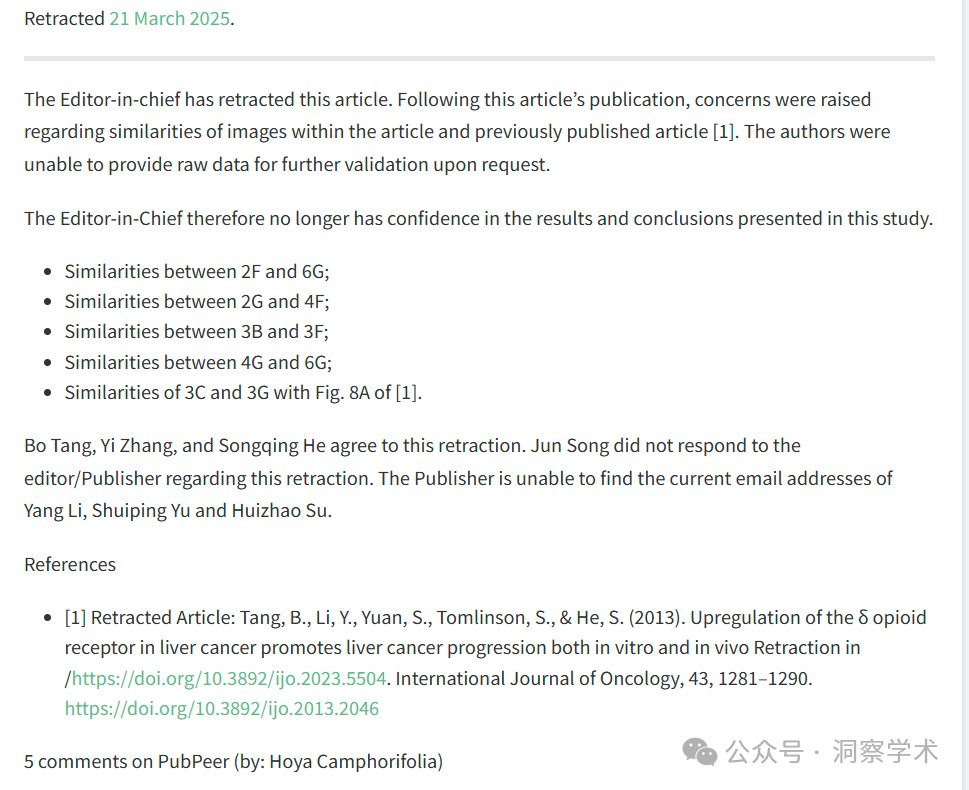 Retracted 21 March 2025.
The Editor-in-chief has retracted this article. Following this article’s publication, concerns were raised
regarding similarities of images within the article and previously published article [1]. The authors were
unable to provide raw data for further validation upon request.
The Editor-in-Chief therefore no longer has confidence in the results and conclusions presented in this study.
• Similarities between 2F and 6G;
• Similarities between 2G and 4F;
• Similarities between 3B and 3F;
• Similarities between 4G and 6G;
• Similarities of 3C and 3G with Fig. 8A of [1].
Bo Tang, Yi Zhang, and Songqing He agree to this retraction. Jun Song did not respond to the
editor/Publisher regarding this retraction. The Publisher is unable to find the current email addresses of
Yang Li, Shuiping Yu and Huizhao Su.
References
• [1] Retracted Article: Tang, B., Li, Y., Yuan, S., Tomlinson, S., & He, S. (2013). Upregulation of the δ opioid
receptor in liver cancer promotes liver cancer progression both in vitro and in vivo Retraction in
/https://doi.org/10.3892/ijo.2023.5504. International Journal of Oncology, 43, 1281–1290.
https://doi.org/10.3892/ijo.2013.2046
5 comments on PubPeer (by: Hoya Camphorifolia)
公众号 · 洞察学术